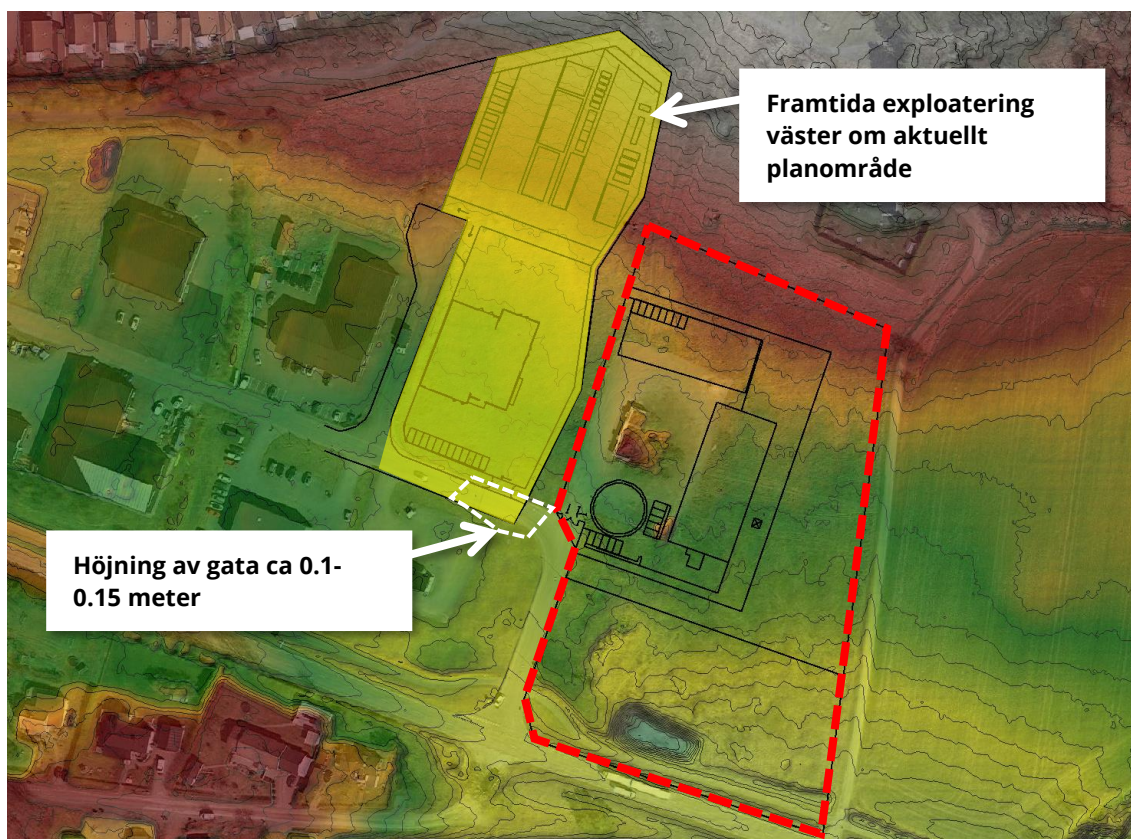 Framtida exploatering
väster om aktuellt
planområde
Höjning av gata ca 0.1-
0.15 meter